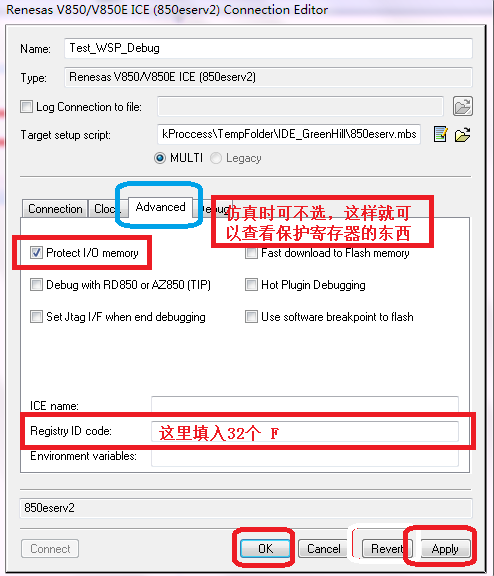 Renesas V850/V850E ICE (850eserv2) Connection Editor
Name: Test_WSP_Debug
Type: Renesas V850/V850E ICE (850eserv2)
Log Connection to file:
Target setup script: kProccess\TempFolder\IDE_GreenHill\850eserv.mbs
MULTI Legacy
Connection Advanced
仿真时可不选，这样就可
以查看保护寄存器的东西
Protect I/O memory Fast download to Flash memory
Debug with RD850 or AZ850 (TIP) Hot Plugin Debugging
Set Jtag I/F when end debugging Use software breakpoint to flash
ICE name:
Registry ID code: 这里填入32个 F
Environment variables:
850eserv2
Connect OK Cancel Revert Apply